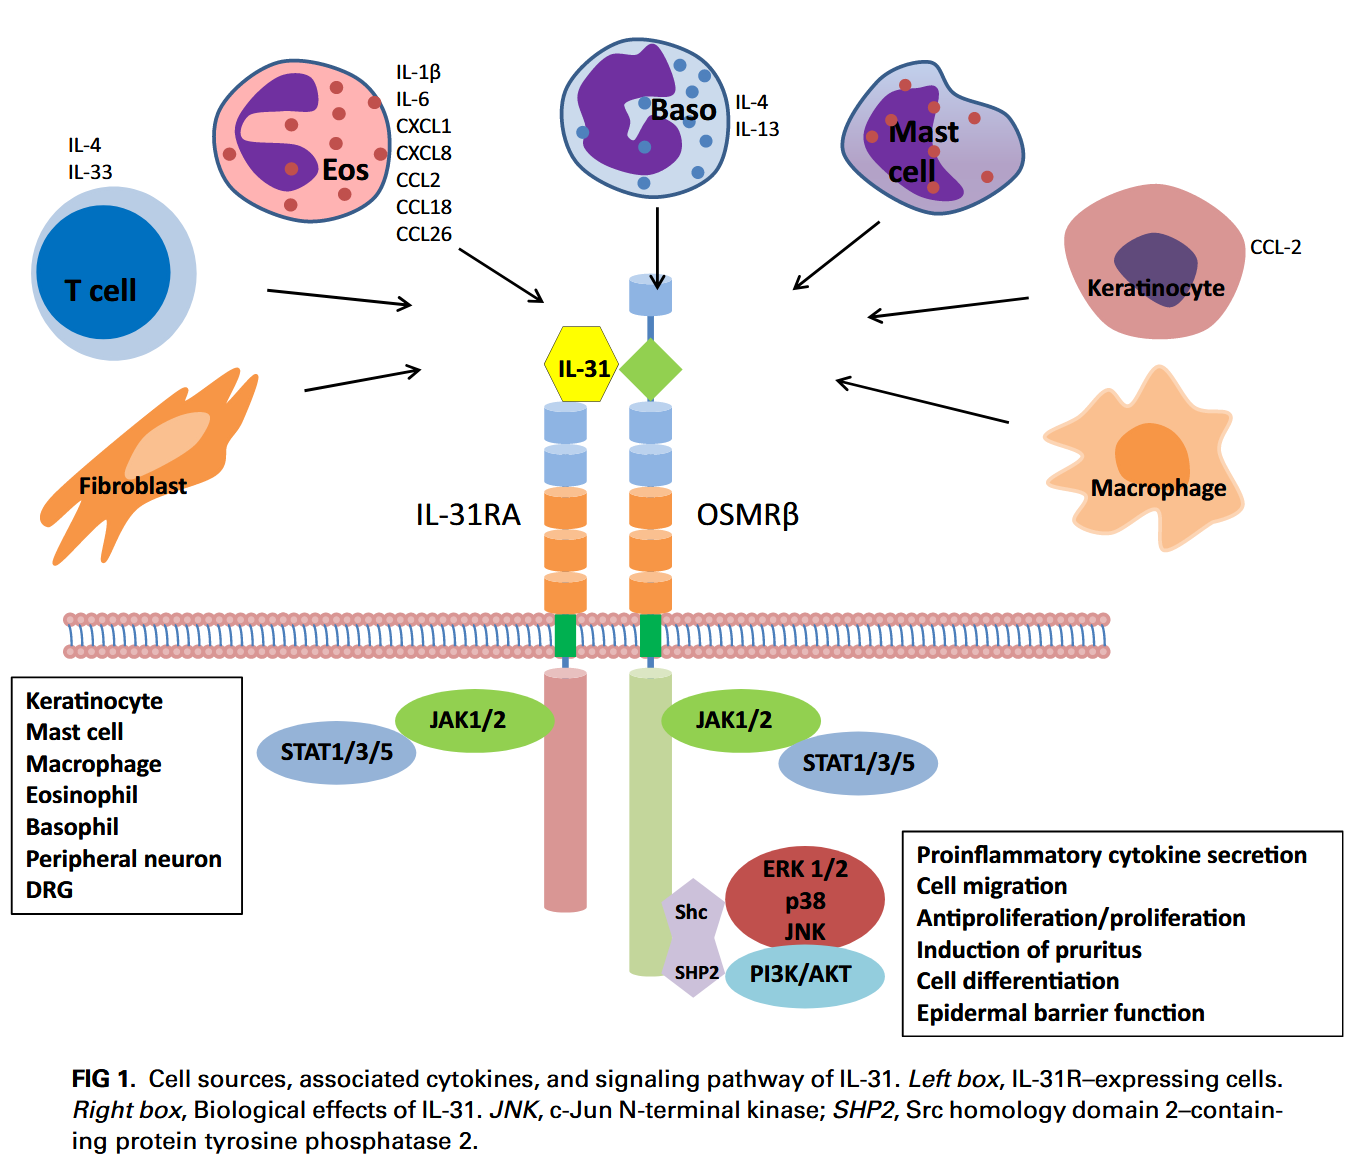 IL-4
IL-33
T cell
IL-1β
IL-6
CXCL1
CXCL8
CCL2
CCL18
CCL26
Eos
Baso
IL-4
IL-13
Mast
cell
Keratinocyte
CCL-2
Fibroblast
Macrophage
IL-31
IL-31RA
OSMRβ
JAK1/2
STAT1/3/5
JAK1/2
STAT1/3/5
Keratinocyte
Mast cell
Macrophage
Eosinophil
Basophil
Peripheral neuron
DRG
Shc
SHP2
ERK 1/2
p38
JNK
PI3K/AKT
Proinflammatory cytokine secretion
Cell migration
Antiproliferation/proliferation
Induction of pruritus
Cell differentiation
Epidermal barrier function
FIG 1. Cell sources, associated cytokines, and signaling pathway of IL-31. Left box, IL-31R–expressing cells.
Right box, Biological effects of IL-31. JNK, c-Jun N-terminal kinase; SHP2, Src homology domain 2–contain-
ing protein tyrosine phosphatase 2.